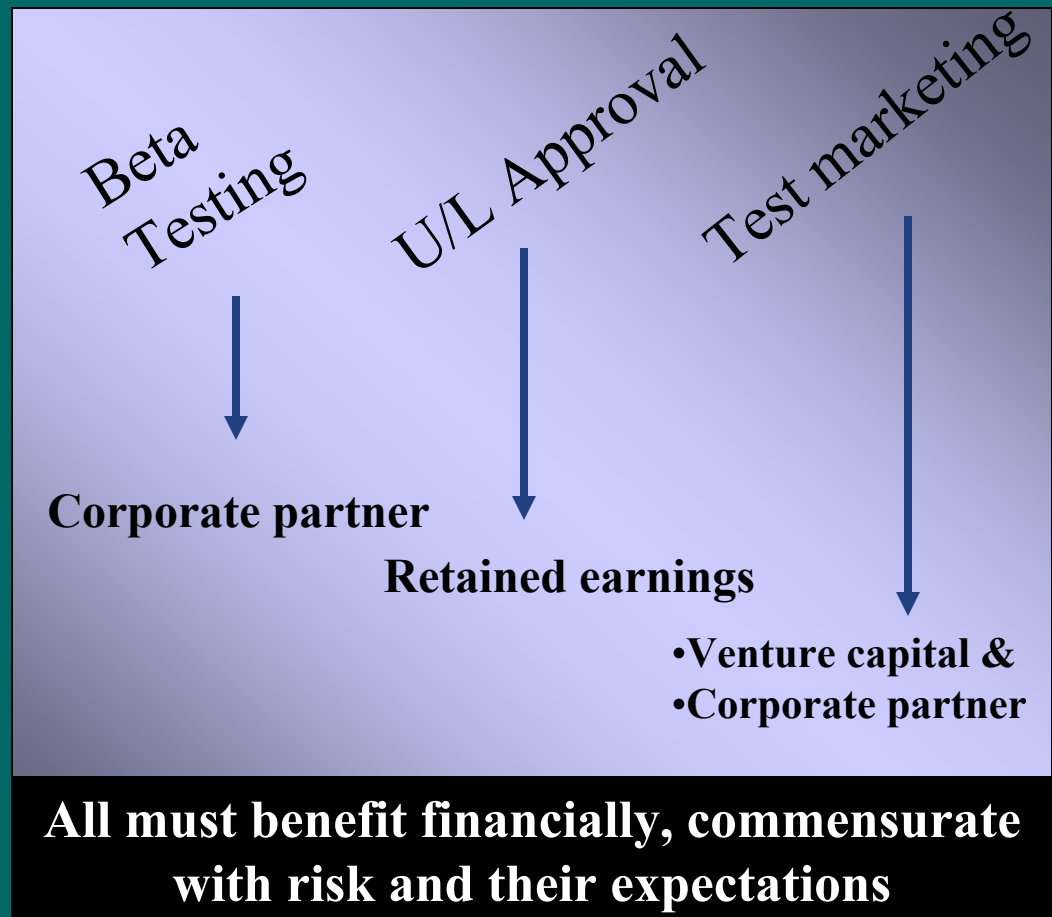 Beta
Testing
U/L Approval
Test marketing
Corporate partner
Retained earnings
•Venture capital &
•Corporate partner
All must benefit financially, commensurate
with risk and their expectations